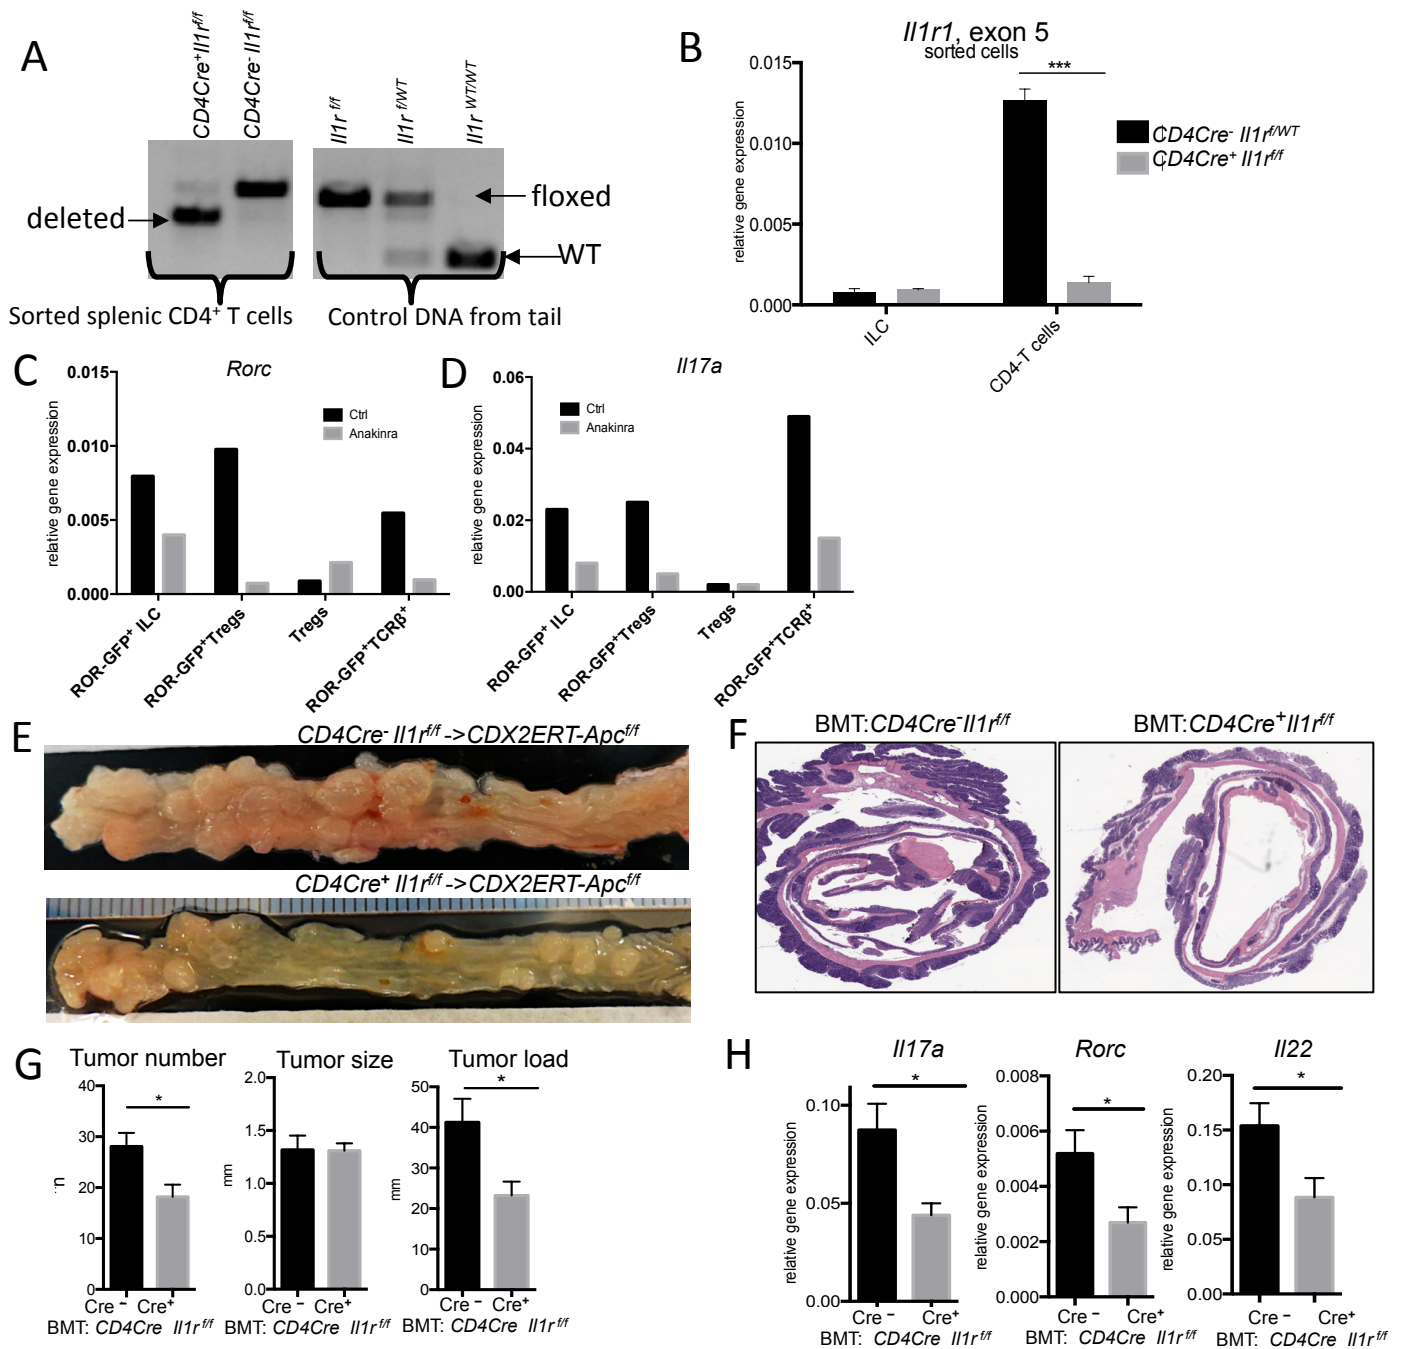 A
CD4Cre+Il1r f/f
CD4Cre- Il1r f/f
Il1r f/f
Il1r f/WT
Il1r WT/WT
deleted
floxed
WT
Sorted splenic CD4+ T cells
Control DNA from tail
B
Il1r1, exon 5
sorted cells
relative gene expression
0.015
0.010
0.005
0.000
***
ILC
CD4-T cells
CD4Cre- Il1r f/WT
CD4Cre+ Il1r f/f
C
Rorc
relative gene expression
0.015
0.010
0.005
0.000
Ctrl
Anakinra
ROR-GFP+ ILC
ROR-GFP+Tregs
Tregs
ROR-GFP+TCRβ+
D
Il17a
relative gene expression
0.06
0.04
0.02
0.00
Ctrl
Anakinra
ROR-GFP+ ILC
ROR-GFP+Tregs
Tregs
ROR-GFP+TCRβ+
E
CD4Cre- Il1r f/f ->CDX2ERT-Apc f/f
CD4Cre+ Il1r f/f ->CDX2ERT-Apc f/f
F
BMT:CD4Cre-Il1r f/f
BMT:CD4Cre+Il1r f/f
G
Tumor number
40
30
20
10
0
*
Cre - Cre+
BMT: CD4Cre Il1r f/f
Tumor size
mm
2.0
1.5
1.0
0.5
0.0
Cre - Cre+
BMT: CD4Cre Il1r f/f
Tumor load
mm
50
40
30
20
10
0
*
Cre - Cre+
BMT: CD4Cre Il1r f/f
H
Il17a
relative gene expression
0.10
0.05
0.00
*
Cre - Cre+
BMT: CD4Cre Il1r f/f
Rorc
relative gene expression
0.008
0.006
0.004
0.002
0.000
*
Cre - Cre+
BMT: CD4Cre Il1r f/f
Il22
relative gene expression
0.20
0.15
0.10
0.05
0.00
*
Cre - Cre+
BMT: CD4Cre Il1r f/f